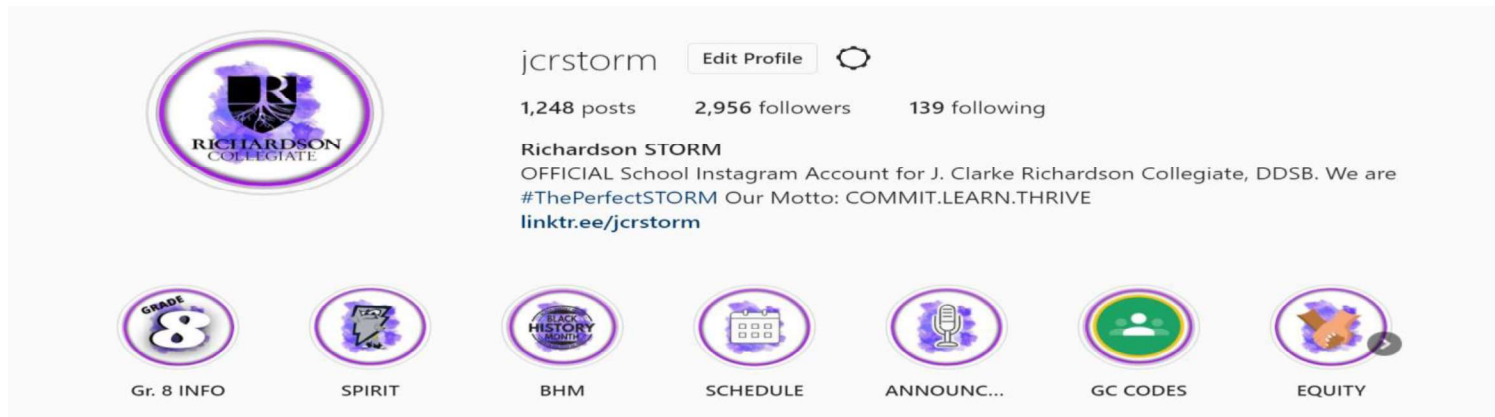 jcrstorm Edit Profile
1,248 posts 2,956 followers 139 following
Richardson STORM
OFFICIAL School Instagram Account for J. Clarke Richardson Collegiate, DDSB. We are
#ThePerfectSTORM Our Motto: COMMIT.LEARN.THRIVE
linktr.ee/jcrstorm
R
RICHARDSON
COLLEGIATE
GRADE
8
BLACK
HISTORY
MONTH
Gr. 8 INFO SPIRIT BHM SCHEDULE ANNOUNC... GC CODES EQUITY